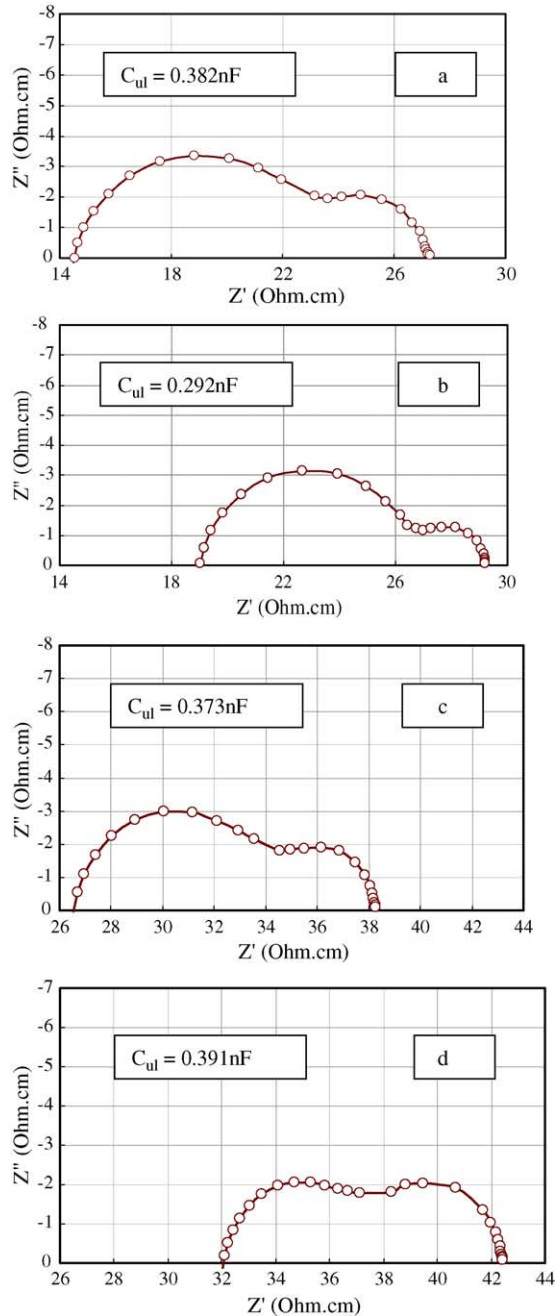 -8
-7
-6
-5
-4
-3
-2
-1
0
Z" (Ohm.cm)
C_ul = 0.382nF
a
14 18 22 26 30
Z' (Ohm.cm)
-8
-7
-6
-5
-4
-3
-2
-1
0
Z" (Ohm.cm)
C_ul = 0.292nF
b
14 18 22 26 30
Z' (Ohm.cm)
-8
-7
-6
-5
-4
-3
-2
-1
0
Z" (Ohm.cm)
C_ul = 0.373nF
c
26 28 30 32 34 36 38 40 42 44
Z' (Ohm.cm)
-7
-6
-5
-4
-3
-2
-1
0
Z" (Ohm.cm)
C_ul = 0.391nF
d
26 28 30 32 34 36 38 40 42 44
Z' (Ohm.cm)